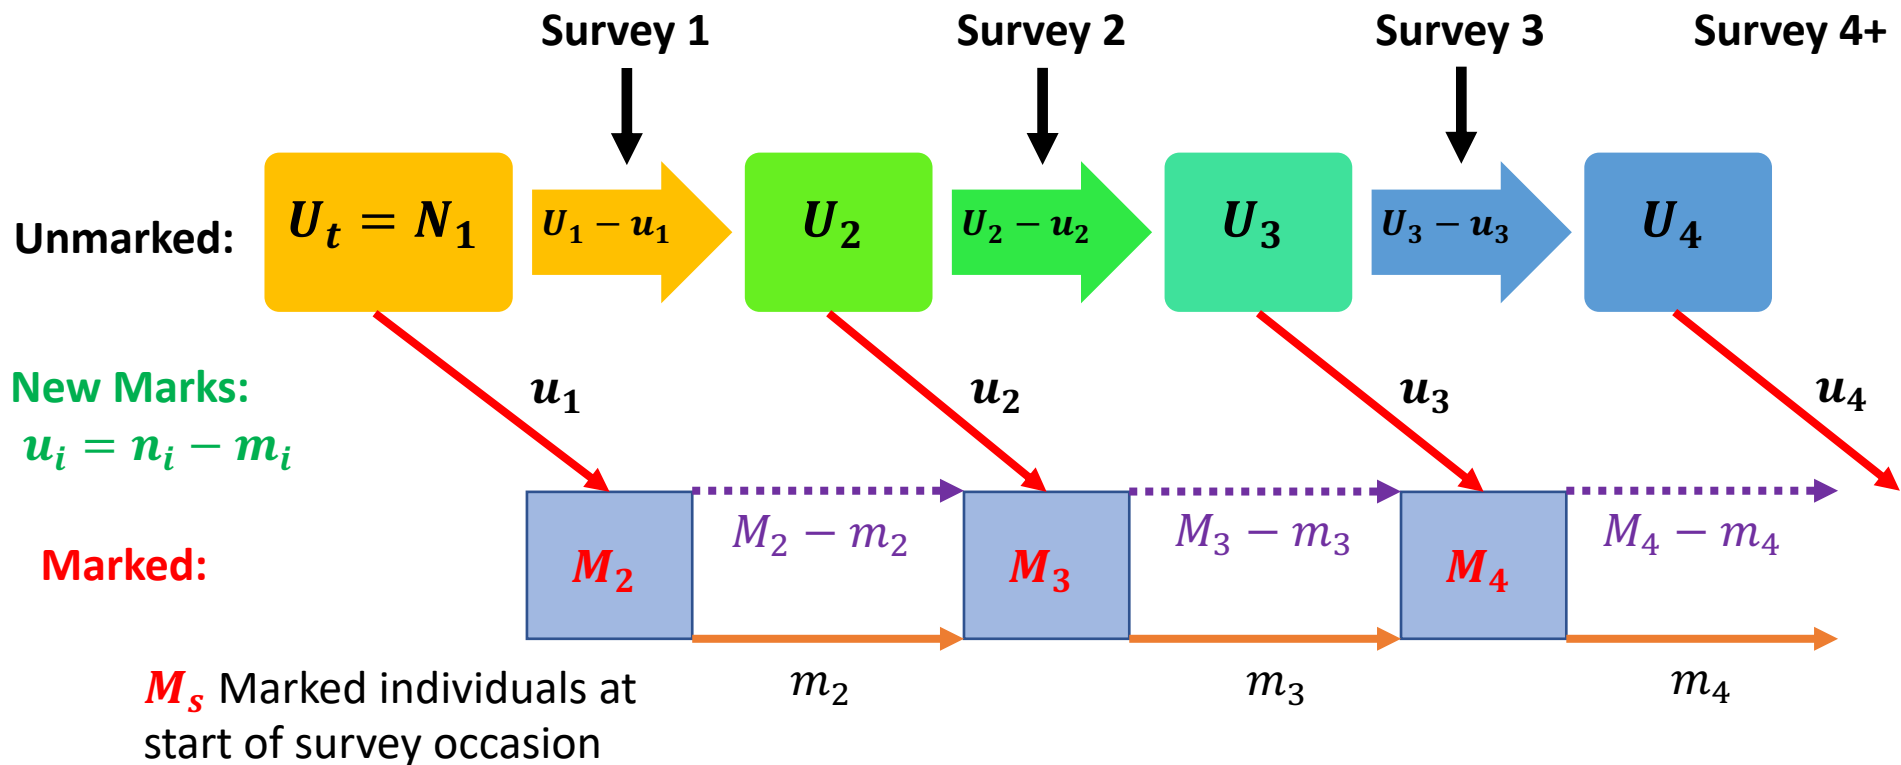 Survey 1
Survey 2
Survey 3
Survey 4+
Unmarked:
U_t = N_1
U_1 − u_1
U_2
U_2 − u_2
U_3
U_3 − u_3
U_4
New Marks:
u_i = n_i − m_i
u_1
u_2
u_3
u_4
Marked:
M_2
M_2 − m_2
M_3
M_3 − m_3
M_4
M_4 − m_4
m_2
m_3
m_4
M_s Marked individuals at
start of survey occasion